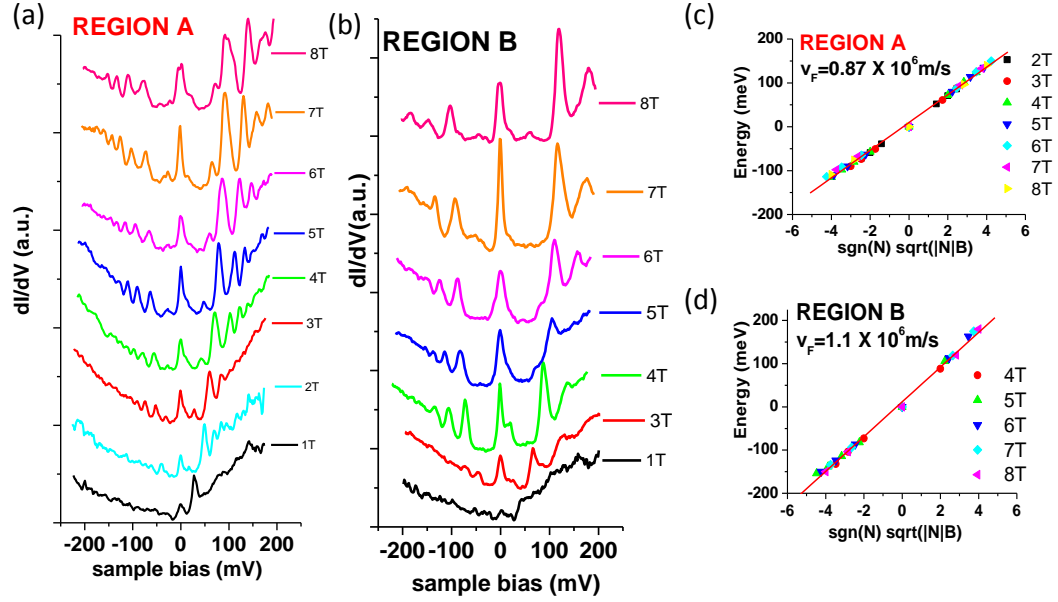 (a)
REGION A
8T
7T
6T
5T
4T
3T
2T
1T
dI/dV (a.u.)
-200 -100 0 100 200
sample bias (mV)
(b)
REGION B
8T
7T
6T
5T
4T
3T
1T
dI/dV(a.u.)
-200 -100 0 100 200
sample bias (mV)
(c)
REGION A
vF=0.87 X 10^6m/s
200
100
0
-100
-200
Energy (meV)
-6 -4 -2 0 2 4 6
sgn(N) sqrt(|N|B)
2T
3T
4T
5T
6T
7T
8T
(d)
REGION B
vF=1.1 X 10^6m/s
200
100
0
-100
-200
Energy (meV)
-6 -4 -2 0 2 4 6
sgn(N) sqrt(|N|B)
4T
5T
6T
7T
8T